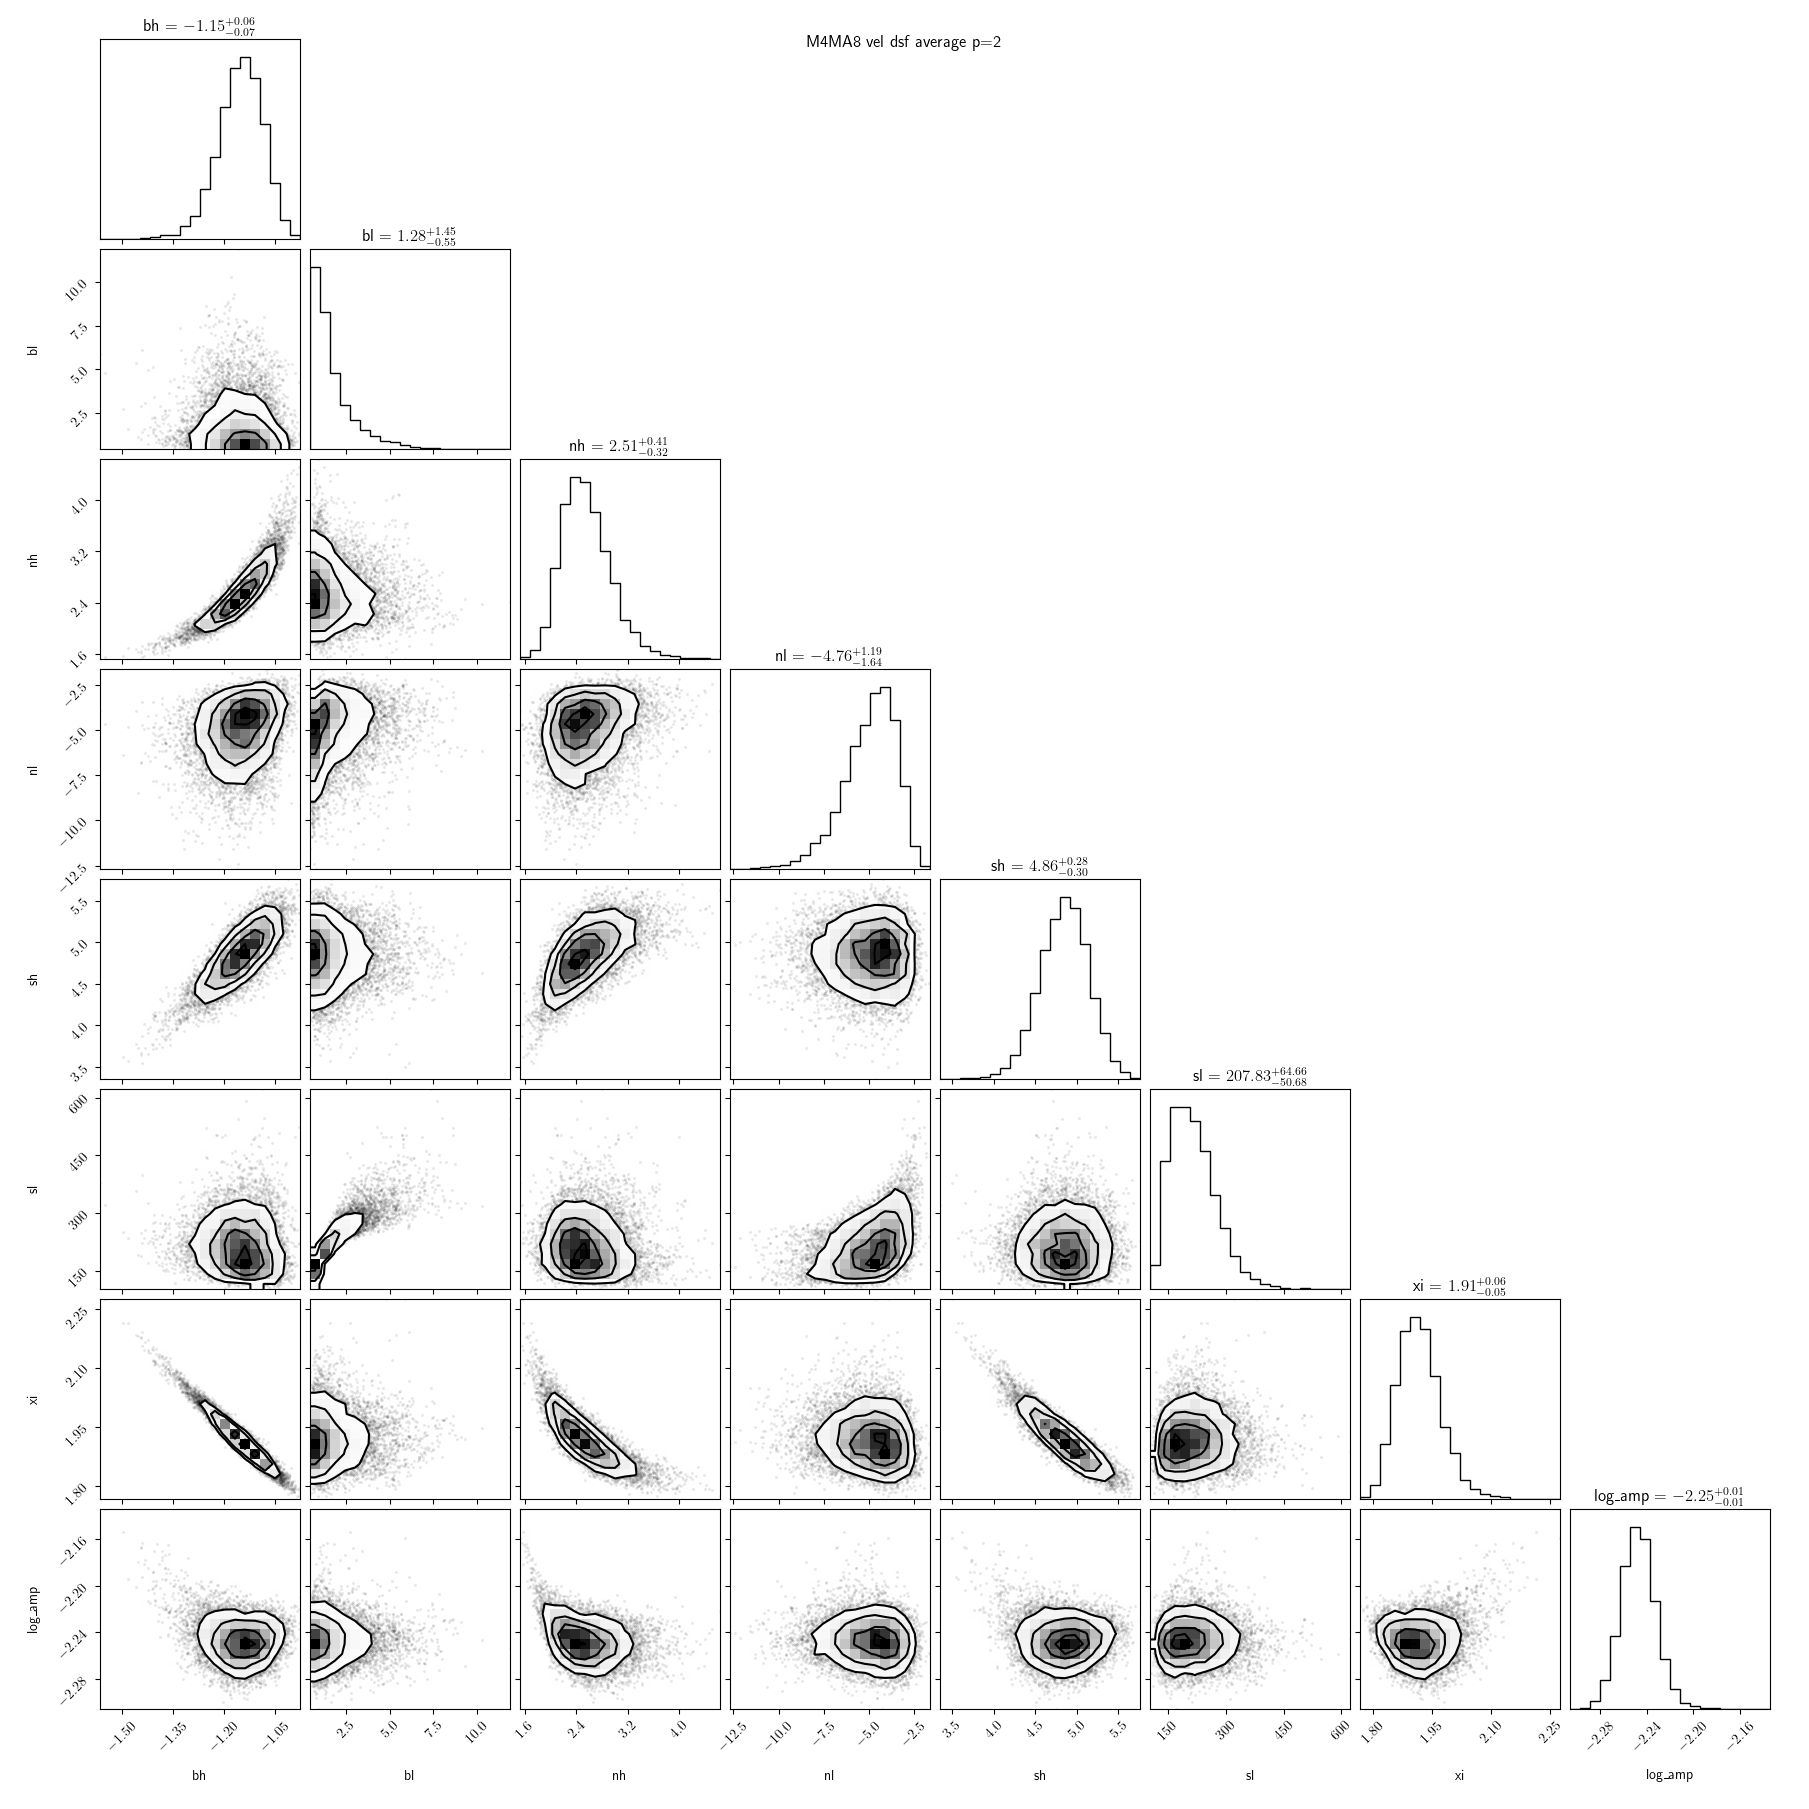 bh = −1.15+0.06−0.07
M4MA8 vel dsf average p=2
bl = 1.28+1.45−0.55
10.0
7.5
5.0
2.5
bl
nh = 2.51+0.41−0.32
4.0
3.2
2.4
1.6
nh
nl = −4.76+1.19−1.64
−2.5
−5.0
−7.5
−10.0
−12.5
nl
sh = 4.86+0.28−0.30
5.5
5.0
4.5
4.0
3.5
sh
sl = 207.83+64.66−50.68
600
450
300
150
sl
xi = 1.91+0.06−0.05
2.25
2.10
1.95
1.80
xi
log_amp = −2.25+0.01−0.01
−2.16
−2.20
−2.24
−2.28
log_amp
−1.50 −1.35 −1.20 −1.05 2.5 5.0 7.5 10.0 1.6 2.4 3.2 4.0 −12.5 −10.0 −7.5 −5.0 −2.5 3.5 4.0 4.5 5.0 5.5 150 300 450 600 1.80 1.95 2.10 2.25 −2.28 −2.24 −2.20 −2.16
bh bl nh nl sh sl xi log_amp